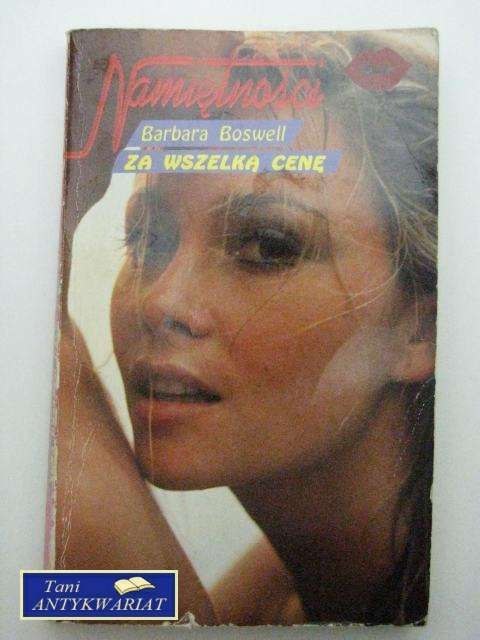 Namiętności
Barbara Boswell
ZA WSZELKĄ CENĘ
Tani
ANTYKWARIAT